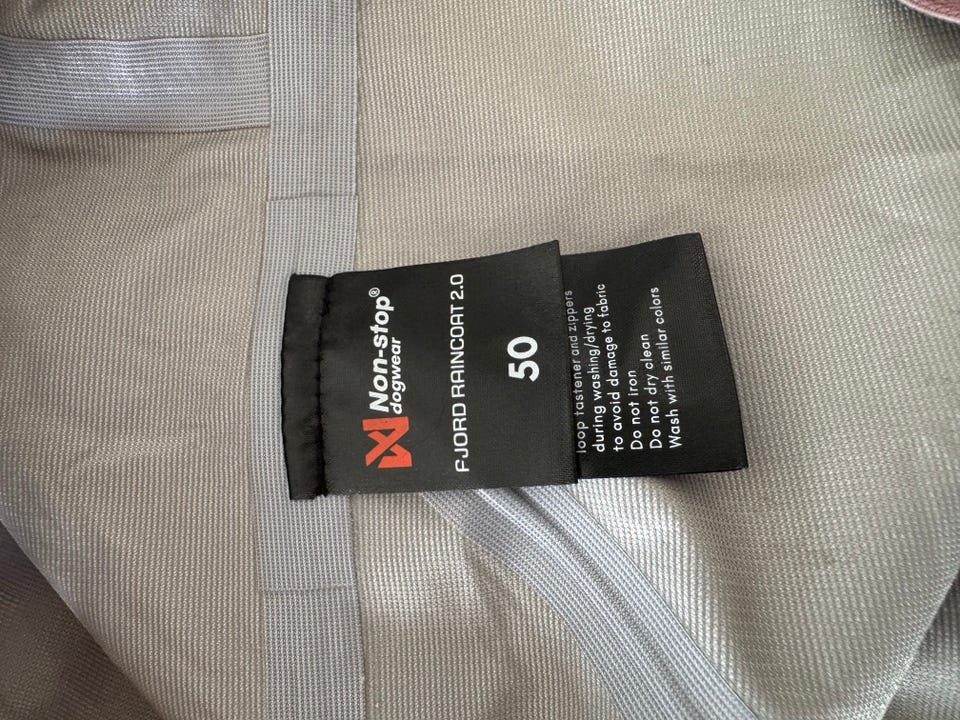 Non-stop®
dogwear
FJORD RAINCOAT 2.0
50
loop fastener and zippers
during washing/drying
to avoid damage to fabric
Do not iron
Do not dry clean
Wash with similar colors